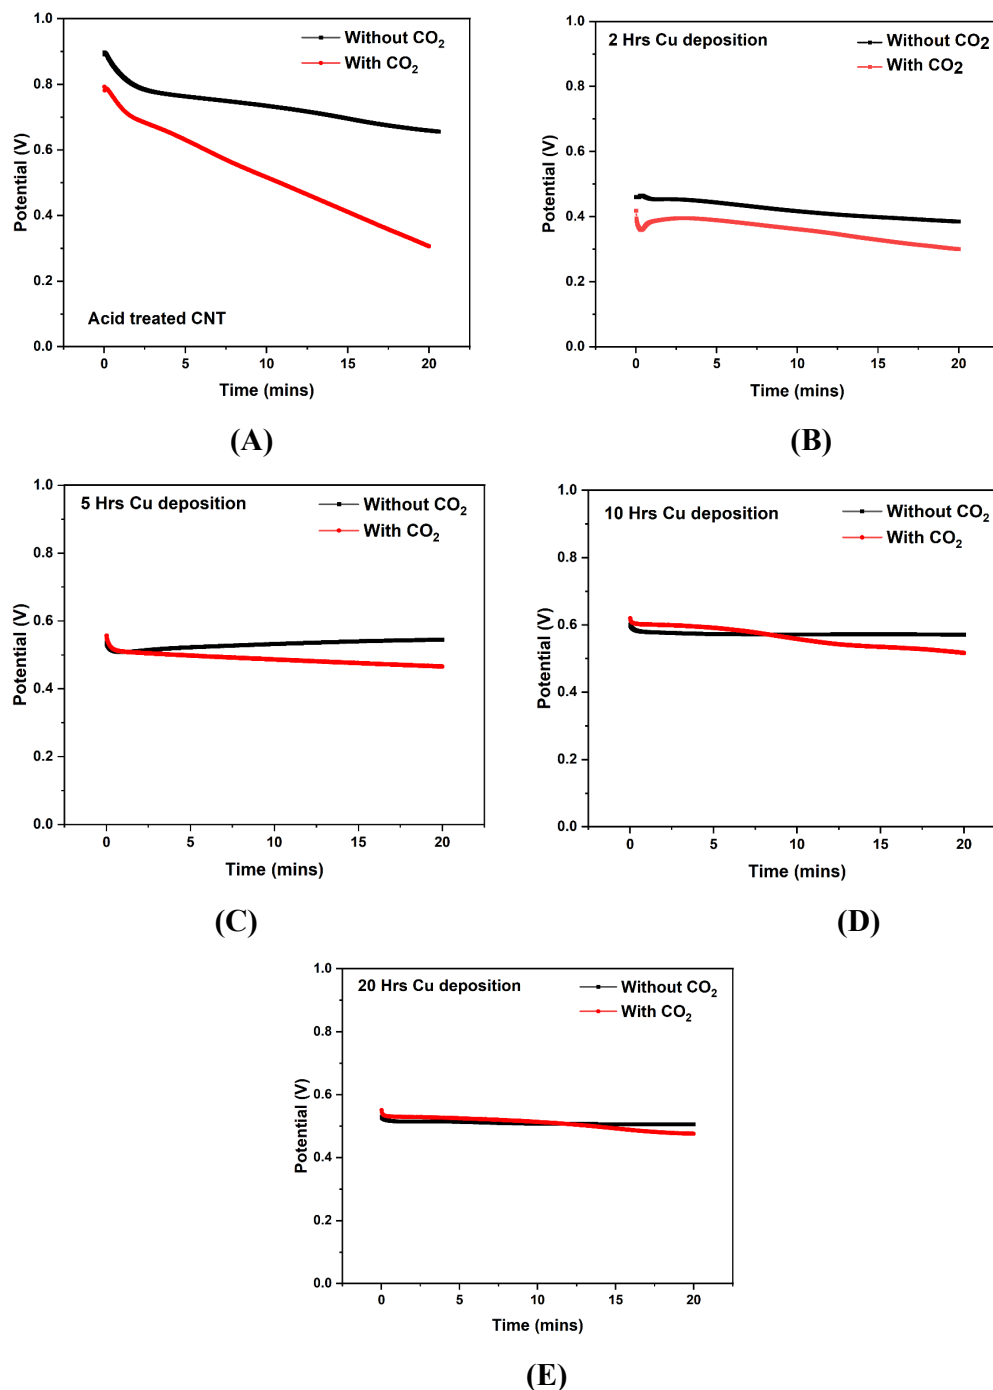 1.0
0.8
0.6
0.4
0.2
0.0
Potential (V)
Without CO2
With CO2
Acid treated CNT
0 5 10 15 20
Time (mins)
(A)
1.0
0.8
0.6
0.4
0.2
0.0
Potential (V)
2 Hrs Cu deposition
Without CO2
With CO2
0 5 10 15 20
Time (mins)
(B)
1.0
0.8
0.6
0.4
0.2
0.0
Potential (V)
5 Hrs Cu deposition
Without CO2
With CO2
0 5 10 15 20
Time (mins)
(C)
1.0
0.8
0.6
0.4
0.2
0.0
Potential (V)
10 Hrs Cu deposition
Without CO2
With CO2
0 5 10 15 20
Time (mins)
(D)
1.0
0.8
0.6
0.4
0.2
0.0
Potential (V)
20 Hrs Cu deposition
Without CO2
With CO2
0 5 10 15 20
Time (mins)
(E)